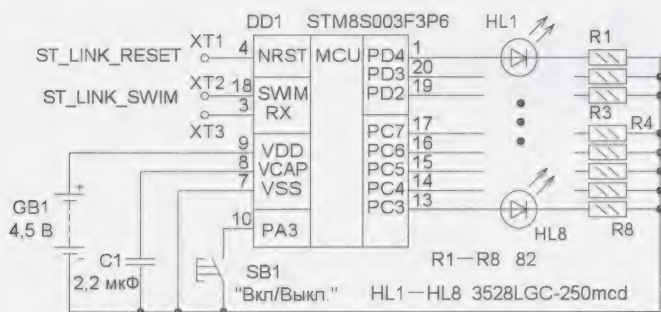 DD1 STM8S003F3P6
HL1
R1
XT1
ST_LINK_RESET
4
NRST
MCU
PD4
1
PD3
20
XT2
18
ST_LINK_SWIM
SWIM
PD2
19
3
RX
XT3
R3
R4
PC7
17
9
VDD
PC6
16
8
VCAP
PC5
15
7
VSS
PC4
14
PC3
13
GB1
4,5 В
+
–
10
PA3
HL8
R8
C1
2,2 мкФ
SB1
"Вкл/Выкл."
R1—R8 82
HL1—HL8 3528LGC-250mcd